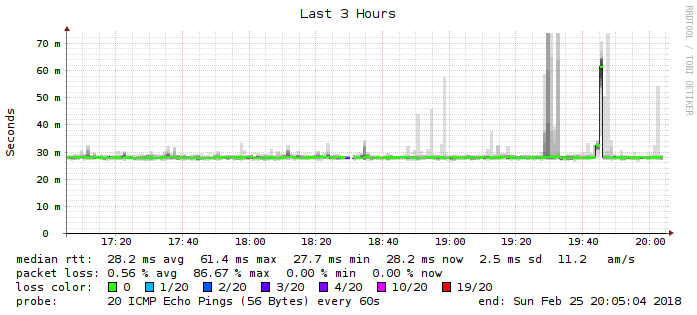 Last 3 Hours
RRDTOOL / TOBI OETIKER
Seconds
70 m
60 m
50 m
40 m
30 m
20 m
10 m
0
17:20 17:40 18:00 18:20 18:40 19:00 19:20 19:40 20:00
median rtt: 28.2 ms avg 61.4 ms max 27.7 ms min 28.2 ms now 2.5 ms sd 11.2 am/s
packet loss: 0.56 % avg 86.67 % max 0.00 % min 0.00 % now
loss color: 0 1/20 2/20 3/20 4/20 10/20 19/20
probe: 20 ICMP Echo Pings (56 Bytes) every 60s end: Sun Feb 25 20:05:04 2018